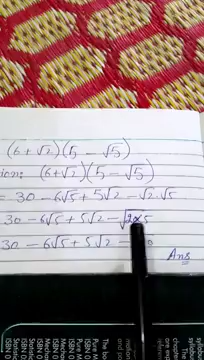 (6 + √2)(5 − √5)
(6 + √2)(5 − √5)
= 30 − 6√5 + 5√2 − √2.√5
30 − 6√5 + 5√2 − √2×5
30 − 6√5 + 5√2 −
Ans